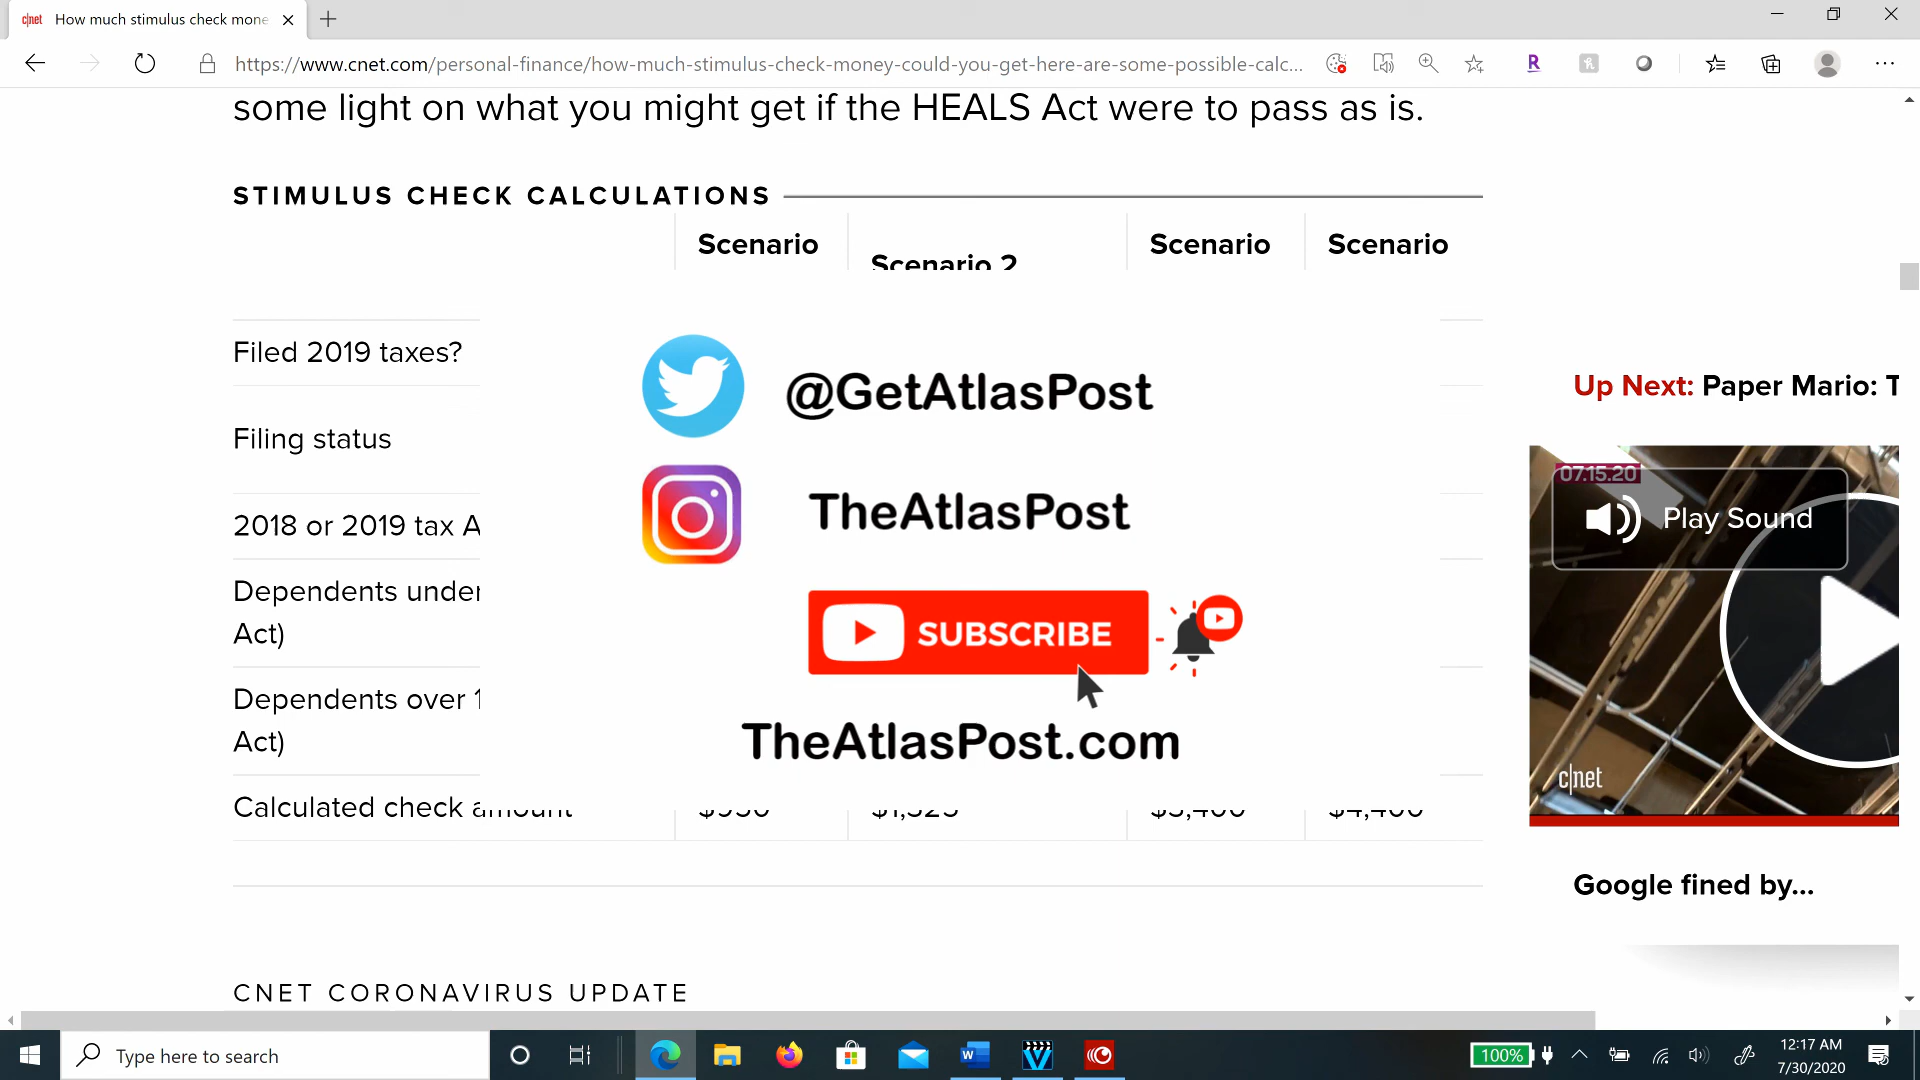 c|net How much stimulus check mone
https://www.cnet.com/personal-finance/how-much-stimulus-check-money-could-you-get-here-are-some-possible-calc...
some light on what you might get if the HEALS Act were to pass as is.
STIMULUS CHECK CALCULATIONS
Scenario Scenario 2 Scenario Scenario
Filed 2019 taxes?
Filing status
2018 or 2019 tax A
Dependents under
Act)
Dependents over 1
Act)
Calculated check amount
@GetAtlasPost
TheAtlasPost
SUBSCRIBE
TheAtlasPost.com
Up Next: Paper Mario: T
07.15.20
Play Sound
c|net
Google fined by...
CNET CORONAVIRUS UPDATE
Type here to search
100%
12:17 AM
7/30/2020